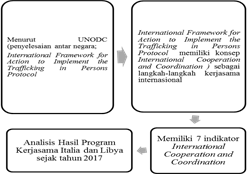 Menurut UNODC
(penyelesaian antar negara;
International Framework for
Action to Implement the
Trafficking in Persons
Protocol
International Framework for
Action to Implement the
Trafficking in Persons
Protocol memiliki konsep
International Cooperation
and Coordination ) sebagai
langkah-langkah kerjasama
internasional
Memiliki 7 indikator
International
Cooperation and
Coordination
Analisis Hasil Program
Kerjasama Italia dan Libya
sejak tahun 2017